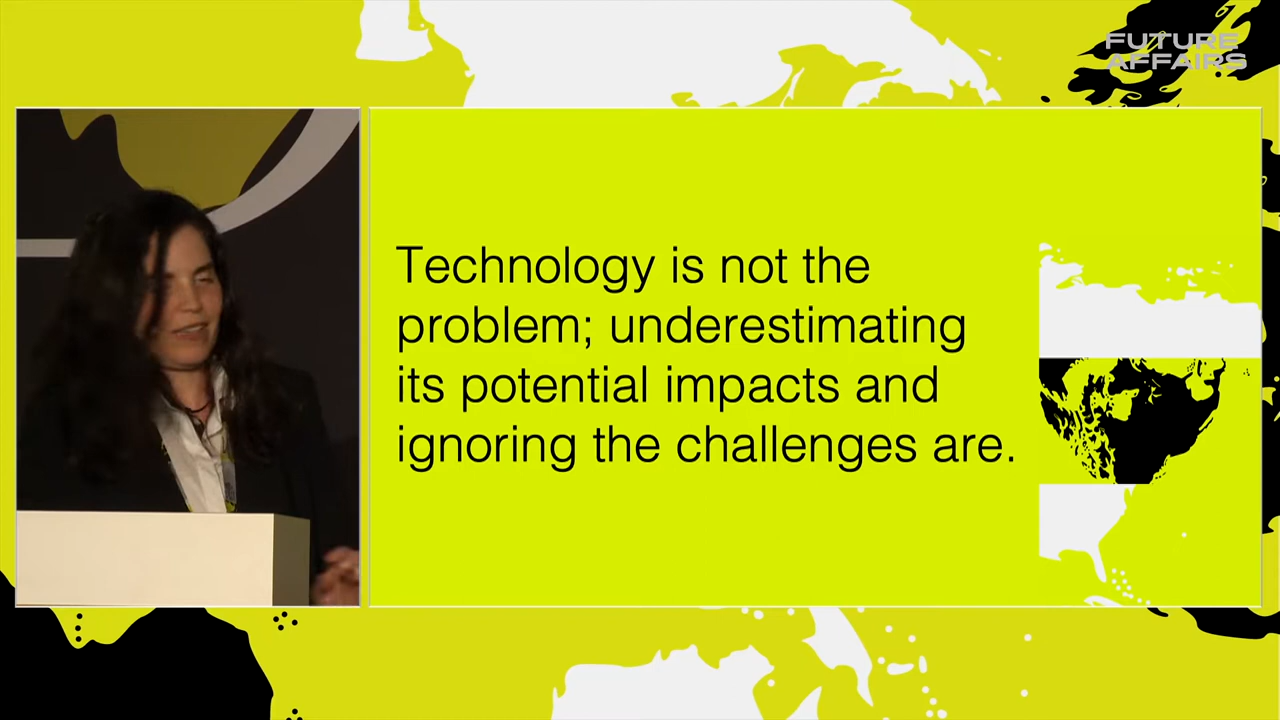 FUTURE
AFFAIRS
Technology is not the
problem; underestimating
its potential impacts and
ignoring the challenges are.